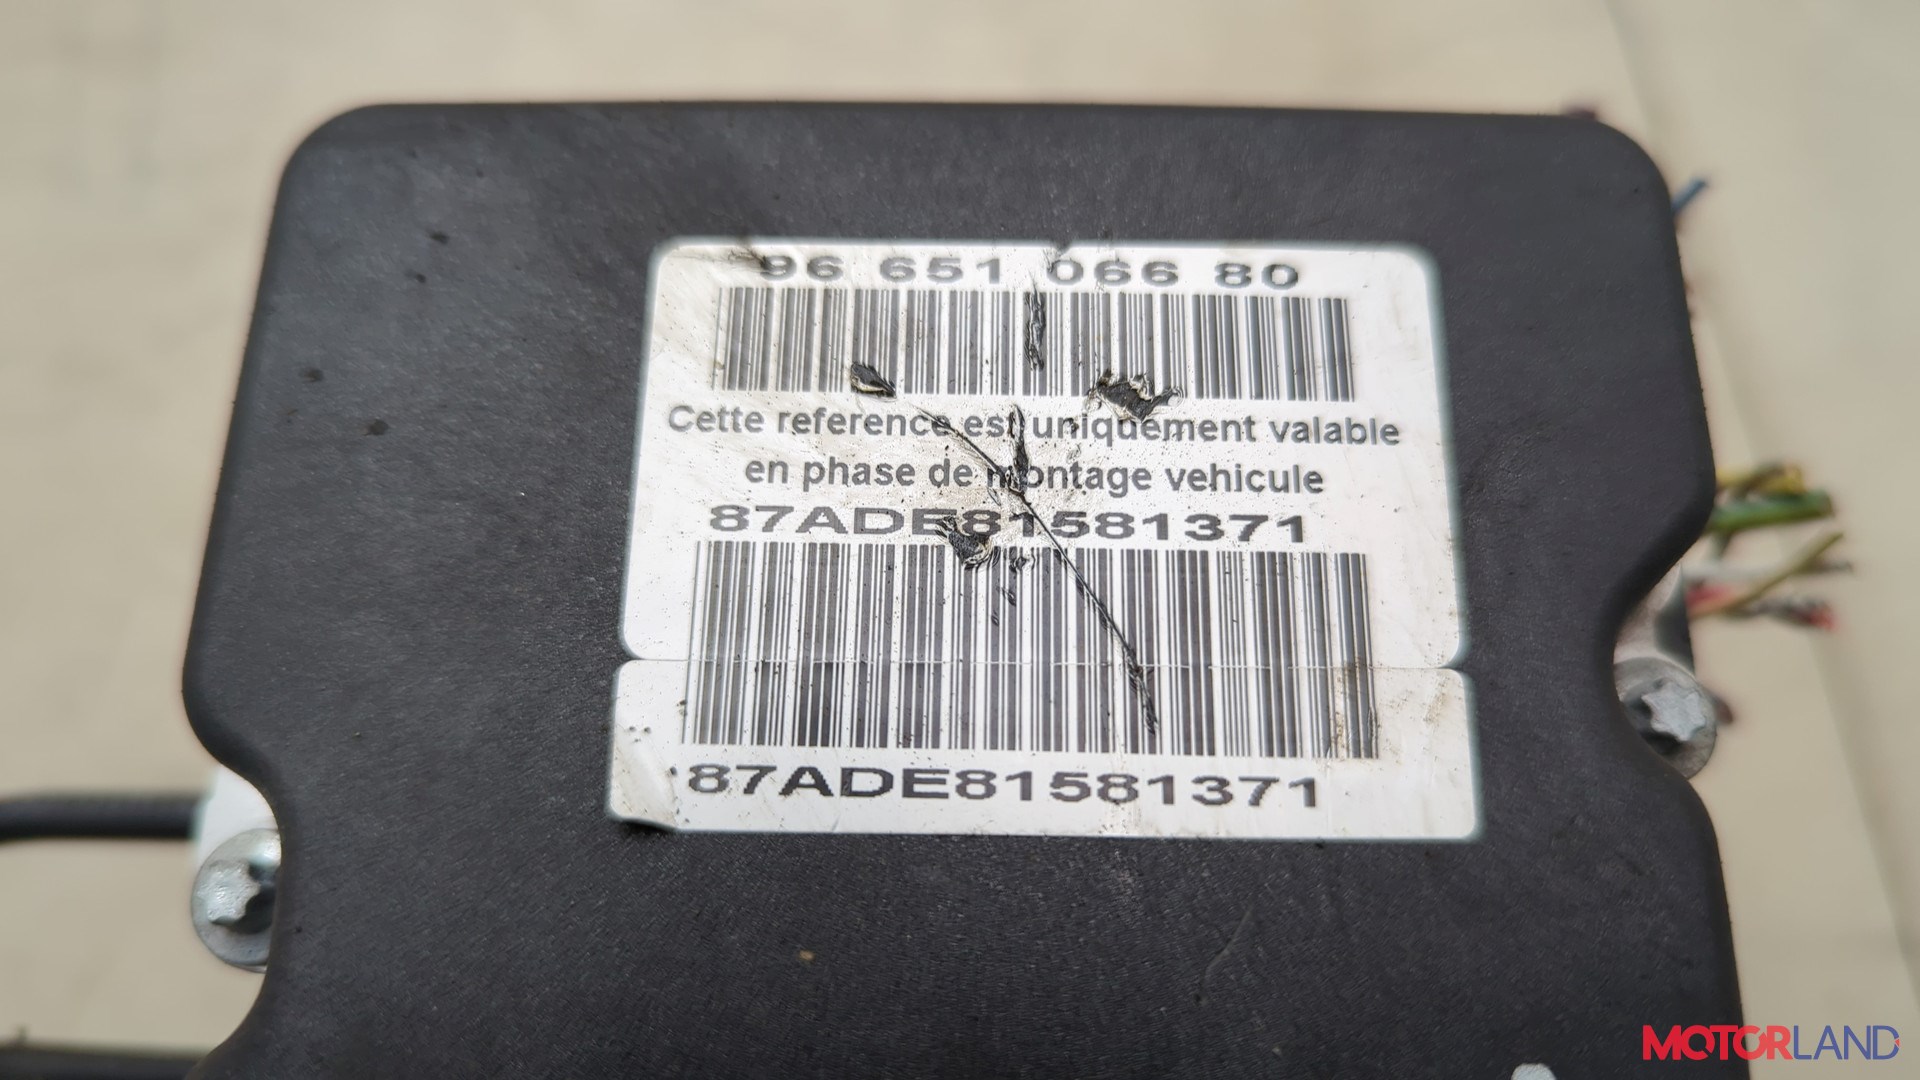 96 651 066 80
Cette reference est uniquement valable
en phase de montage vehicule
87ADE81581371
87ADE81581371
MOTORLAND